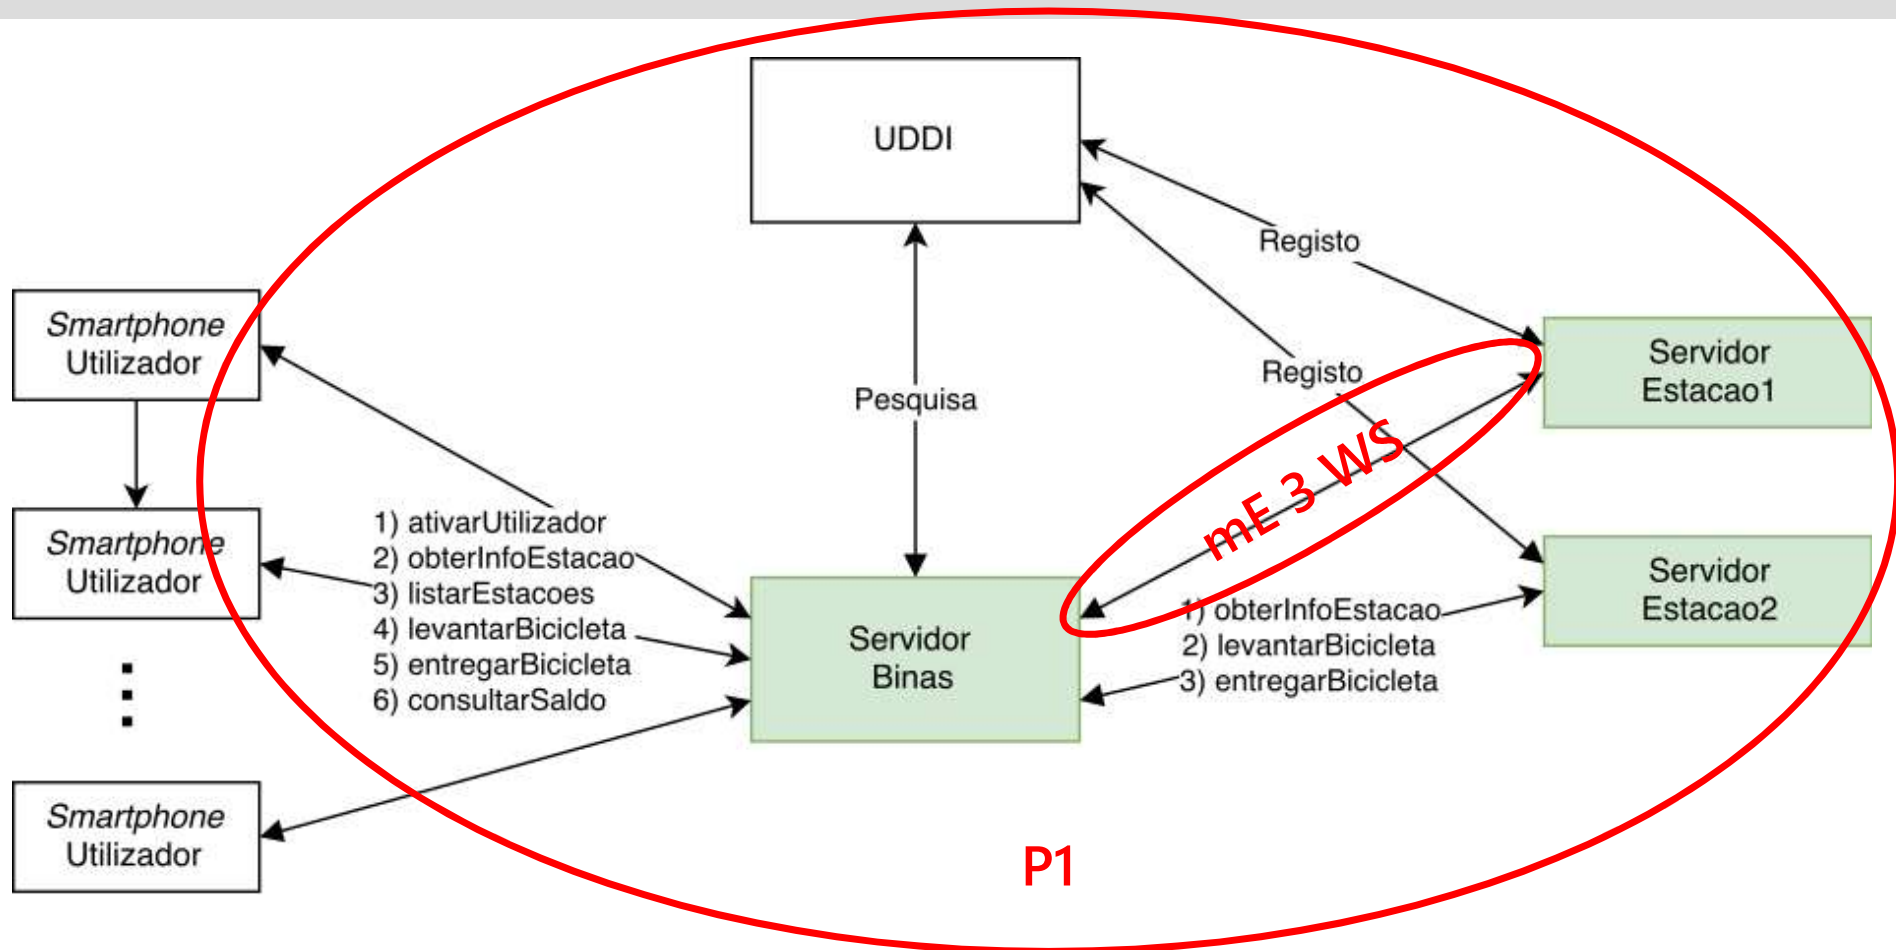 UDDI
Registo
Smartphone
Utilizador
Servidor
Estacao1
Registo
Pesquisa
mE 3 WS
Smartphone
Utilizador
1) ativarUtilizador
2) obterInfoEstacao
3) listarEstacoes
4) levantarBicicleta
5) entregarBicicleta
6) consultarSaldo
Servidor
Binas
1) obterInfoEstacao
2) levantarBicicleta
3) entregarBicicleta
Servidor
Estacao2
Smartphone
Utilizador
P1